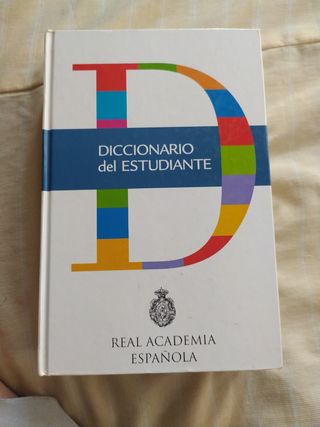 D
DICCIONARIO
del ESTUDIANTE
REAL ACADEMIA
ESPAÑOLA